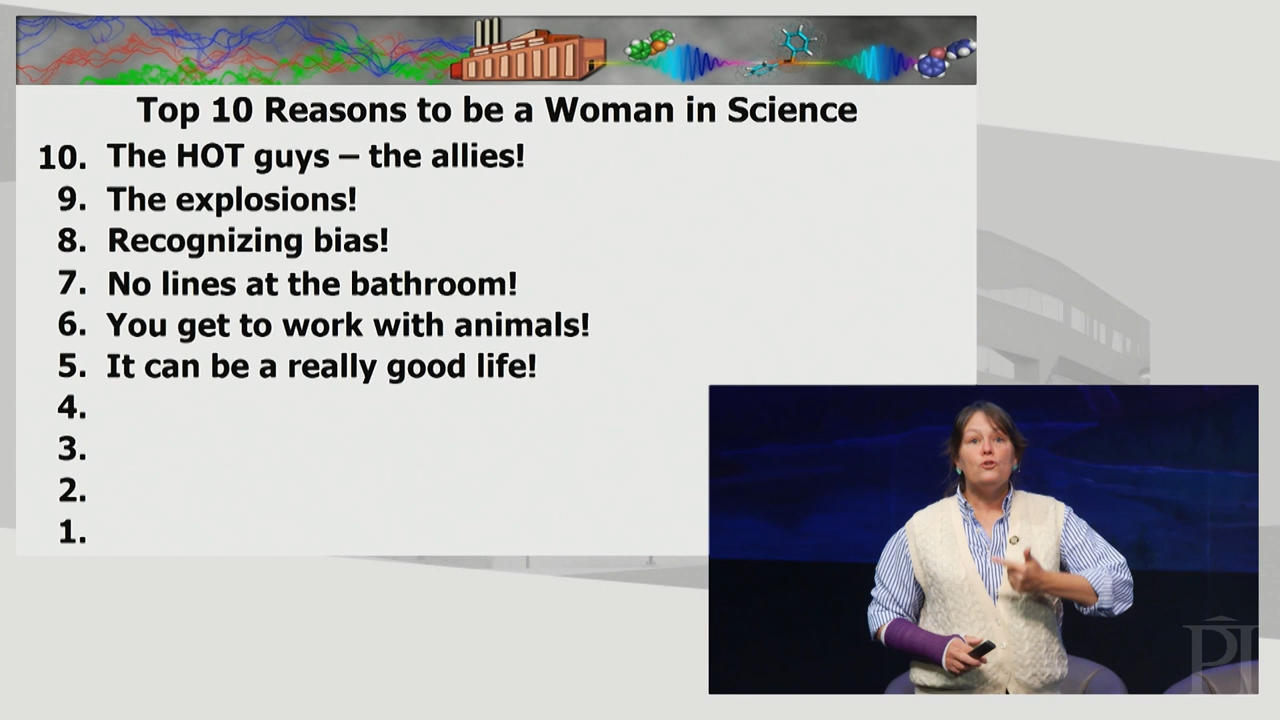 Top 10 Reasons to be a Woman in Science
10. The HOT guys – the allies!
9. The explosions!
8. Recognizing bias!
7. No lines at the bathroom!
6. You get to work with animals!
5. It can be a really good life!
4.
3.
2.
1.
PI